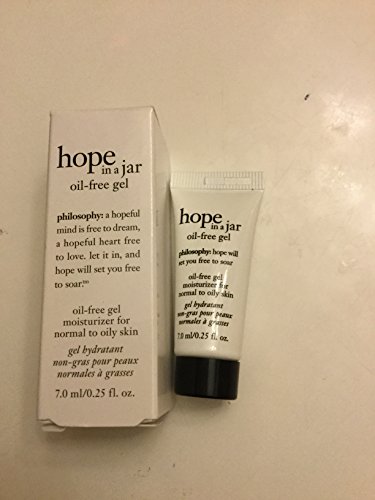 hope
in a jar
oil-free gel
philosophy: a hopeful
mind is free to dream,
a hopeful heart free
to love. let it in, and
hope will set you free
to soar.™
oil-free gel
moisturizer for
normal to oily skin
gel hydratant
non-gras pour peaux
normales à grasses
7.0 ml/0.25 fl. oz.
hope
in a jar
oil-free gel
philosophy: hope will
set you free to soar
oil-free gel
moisturizer for
normal to oily skin
gel hydratant
non-gras pour peaux
normales à grasses
7.0 ml/0.25 fl. oz.